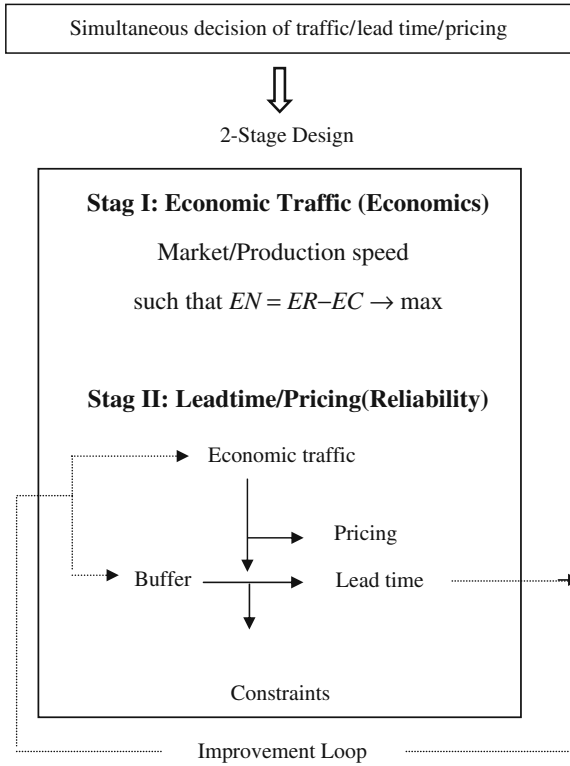 Simultaneous decision of traffic/lead time/pricing
2-Stage Design
Stag I: Economic Traffic (Economics)
Market/Production speed
such that EN = ER–EC → max
Stag II: Leadtime/Pricing(Reliability)
Economic traffic
Pricing
Buffer
Lead time
Constraints
Improvement Loop